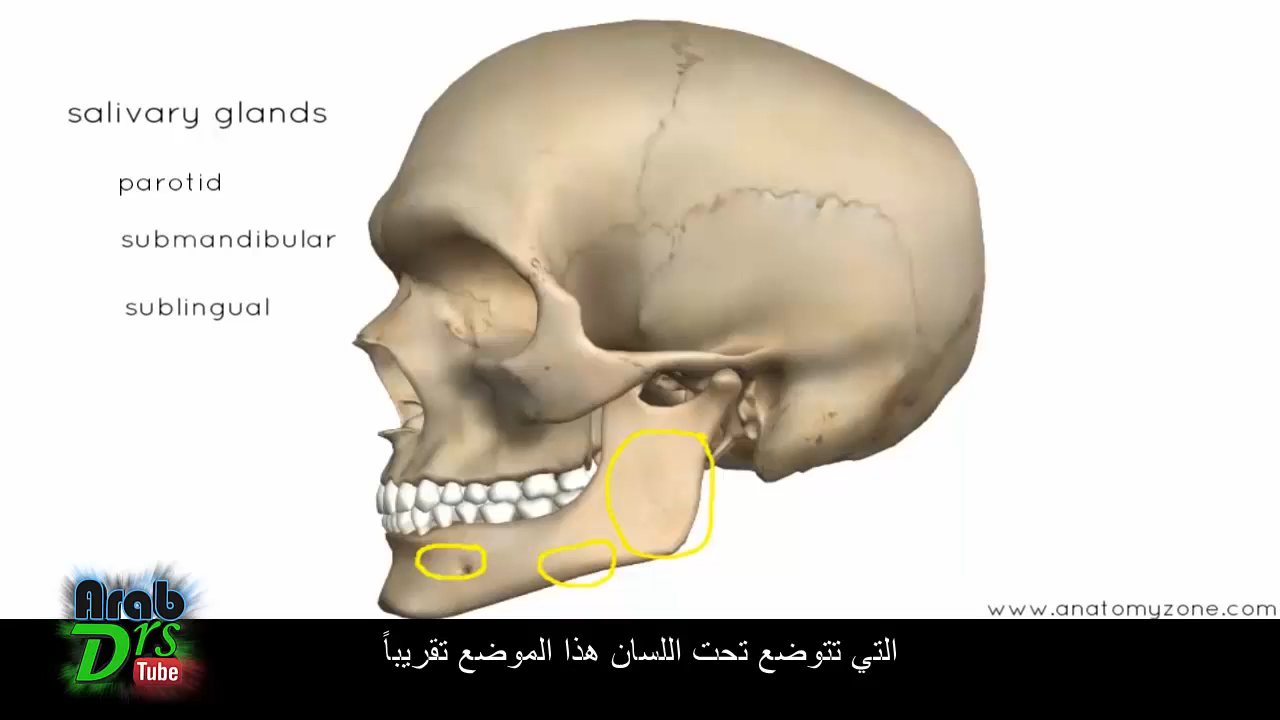 salivary glands
parotid
submandibular
sublingual
www.anatomyzone.com
Arab
Drs
Tube
التي تتوضع تحت اللسان هذا الموضع تقريباً